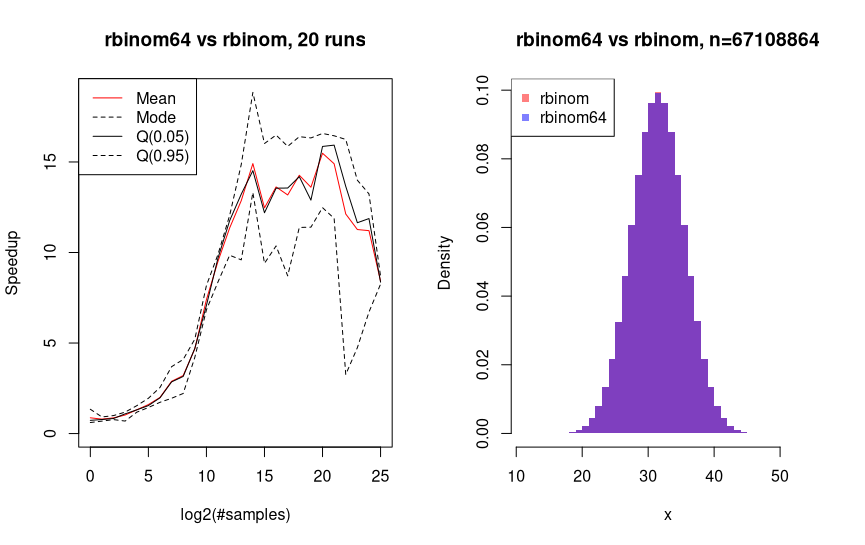 rbinom64 vs rbinom, 20 runs
Mean
Mode
Q(0.05)
Q(0.95)
Speedup
15
10
5
0
0 5 10 15 20 25
log2(#samples)
rbinom64 vs rbinom, n=67108864
rbinom
rbinom64
Density
0.10
0.08
0.06
0.04
0.02
0.00
10 20 30 40 50
x